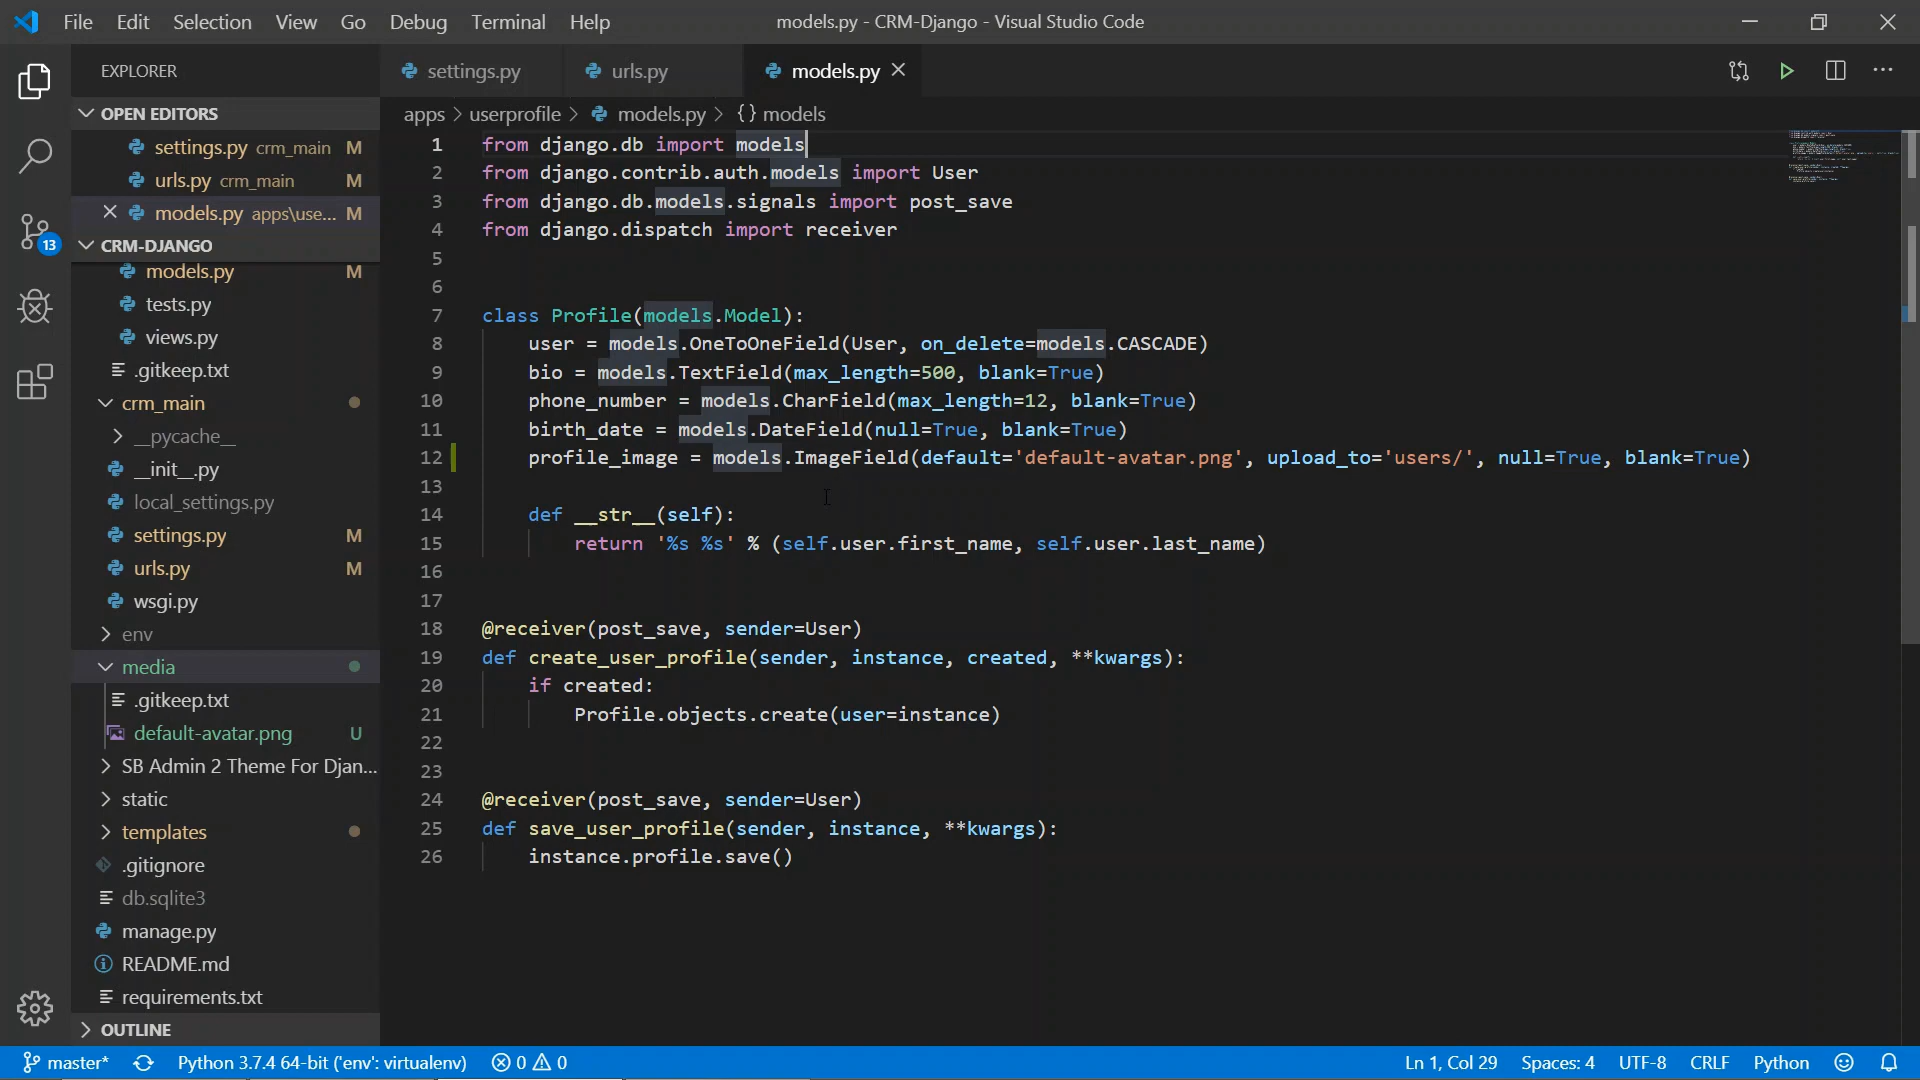 File Edit Selection View Go Debug Terminal Help models.py - CRM-Django - Visual Studio Code
EXPLORER
settings.py urls.py models.py
OPEN EDITORS
settings.py crm_main M
urls.py crm_main M
models.py apps\use... M
CRM-DJANGO
models.py M
tests.py
views.py
.gitkeep.txt
crm_main
__pycache__
__init__.py
local_settings.py
settings.py M
urls.py M
wsgi.py
env
media
.gitkeep.txt
default-avatar.png U
SB Admin 2 Theme For Djan...
static
templates
.gitignore
db.sqlite3
manage.py
README.md
requirements.txt
OUTLINE
13
apps > userprofile > models.py > {} models
1 from django.db import models
2 from django.contrib.auth.models import User
3 from django.db.models.signals import post_save
4 from django.dispatch import receiver
5
6
7 class Profile(models.Model):
8 user = models.OneToOneField(User, on_delete=models.CASCADE)
9 bio = models.TextField(max_length=500, blank=True)
10 phone_number = models.CharField(max_length=12, blank=True)
11 birth_date = models.DateField(null=True, blank=True)
12 profile_image = models.ImageField(default='default-avatar.png', upload_to='users/', null=True, blank=True)
13
14 def __str__(self):
15 return '%s %s' % (self.user.first_name, self.user.last_name)
16
17
18 @receiver(post_save, sender=User)
19 def create_user_profile(sender, instance, created, **kwargs):
20 if created:
21 Profile.objects.create(user=instance)
22
23
24 @receiver(post_save, sender=User)
25 def save_user_profile(sender, instance, **kwargs):
26 instance.profile.save()
master* Python 3.7.4 64-bit ('env': virtualenv) 0 0 Ln 1, Col 29 Spaces: 4 UTF-8 CRLF Python